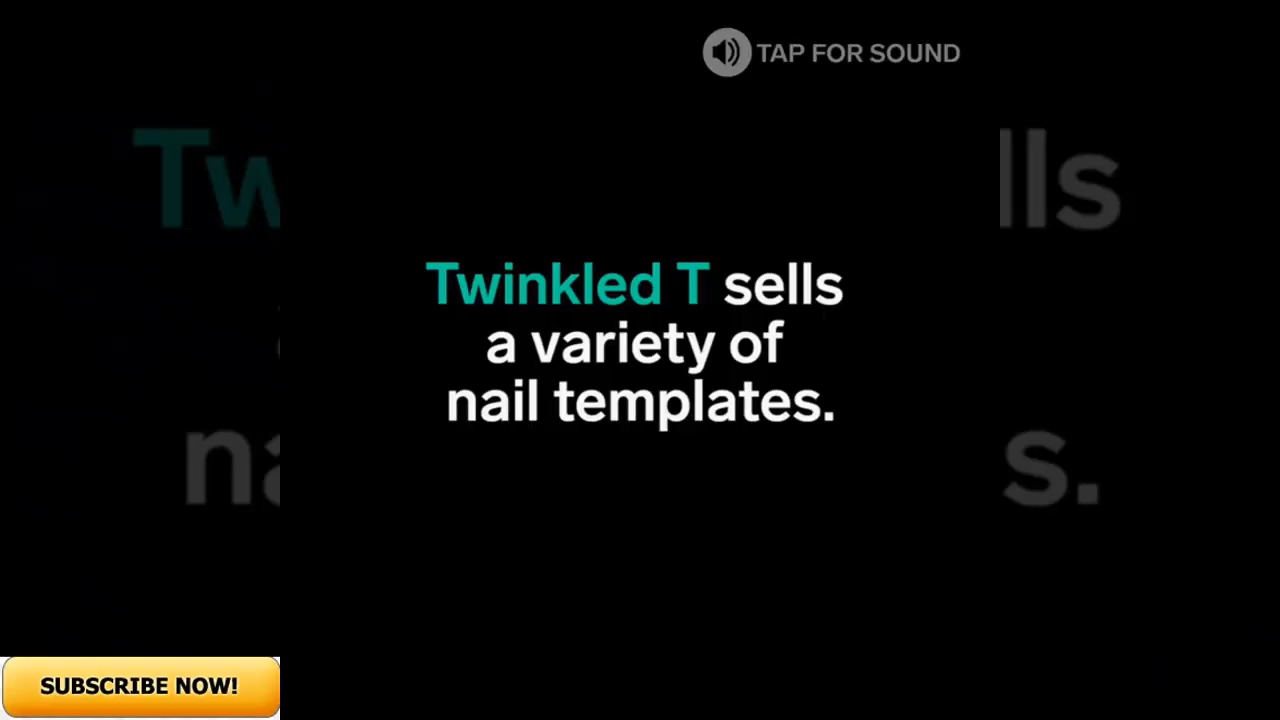 TAP FOR SOUND
Twinkled T sells
a variety of
nail templates.
SUBSCRIBE NOW!